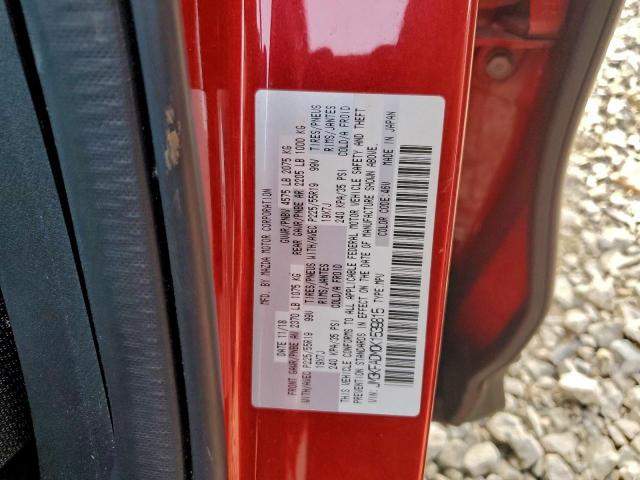 MFD. BY MAZDA MOTOR CORPORATION
DATE: 11/18 GVWR/PNBV 4575 LB 2075 KG
FRONT GAWR/PNBE AV 2370 LB 1075 KG REAR GAWR/PNBE AR 2205 LB 1000 KG
WITH/AVEC P225/55R19 99V TIRES/PNEUS WITH/AVEC P225/55R19 99V TIRES/PNEUS
19X7J RIMS/JANTES 19X7J RIMS/JANTES
240 KPA/35 PSI COLD/A FROID 240 KPA/35 PSI COLD/A FROID
THIS VEHICLE CONFORMS TO ALL APPLICABLE FEDERAL MOTOR VEHICLE SAFETY AND THEFT
PREVENTION STANDARDS IN EFFECT ON THE DATE OF MANUFACTURE SHOWN ABOVE.
VIN: TYPE MPV COLOR CODE:46V MADE IN JAPAN